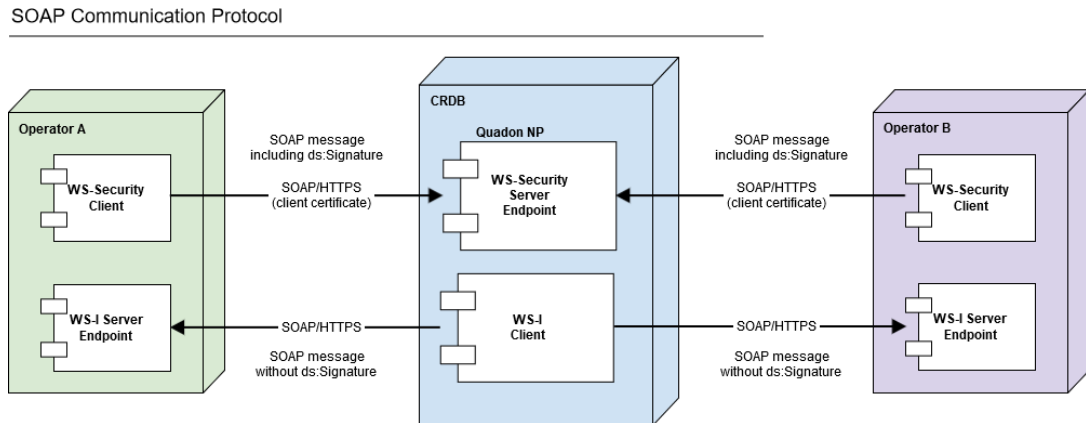 SOAP Communication Protocol
Operator A
WS-Security
Client
WS-I Server
Endpoint
SOAP message
including ds:Signature
SOAP/HTTPS
(client certificate)
SOAP/HTTPS
SOAP message
without ds:Signature
CRDB
Quadon NP
WS-Security
Server
Endpoint
WS-I
Client
SOAP message
including ds:Signature
SOAP/HTTPS
(client certificate)
SOAP/HTTPS
SOAP message
without ds:Signature
Operator B
WS-Security
Client
WS-I Server
Endpoint